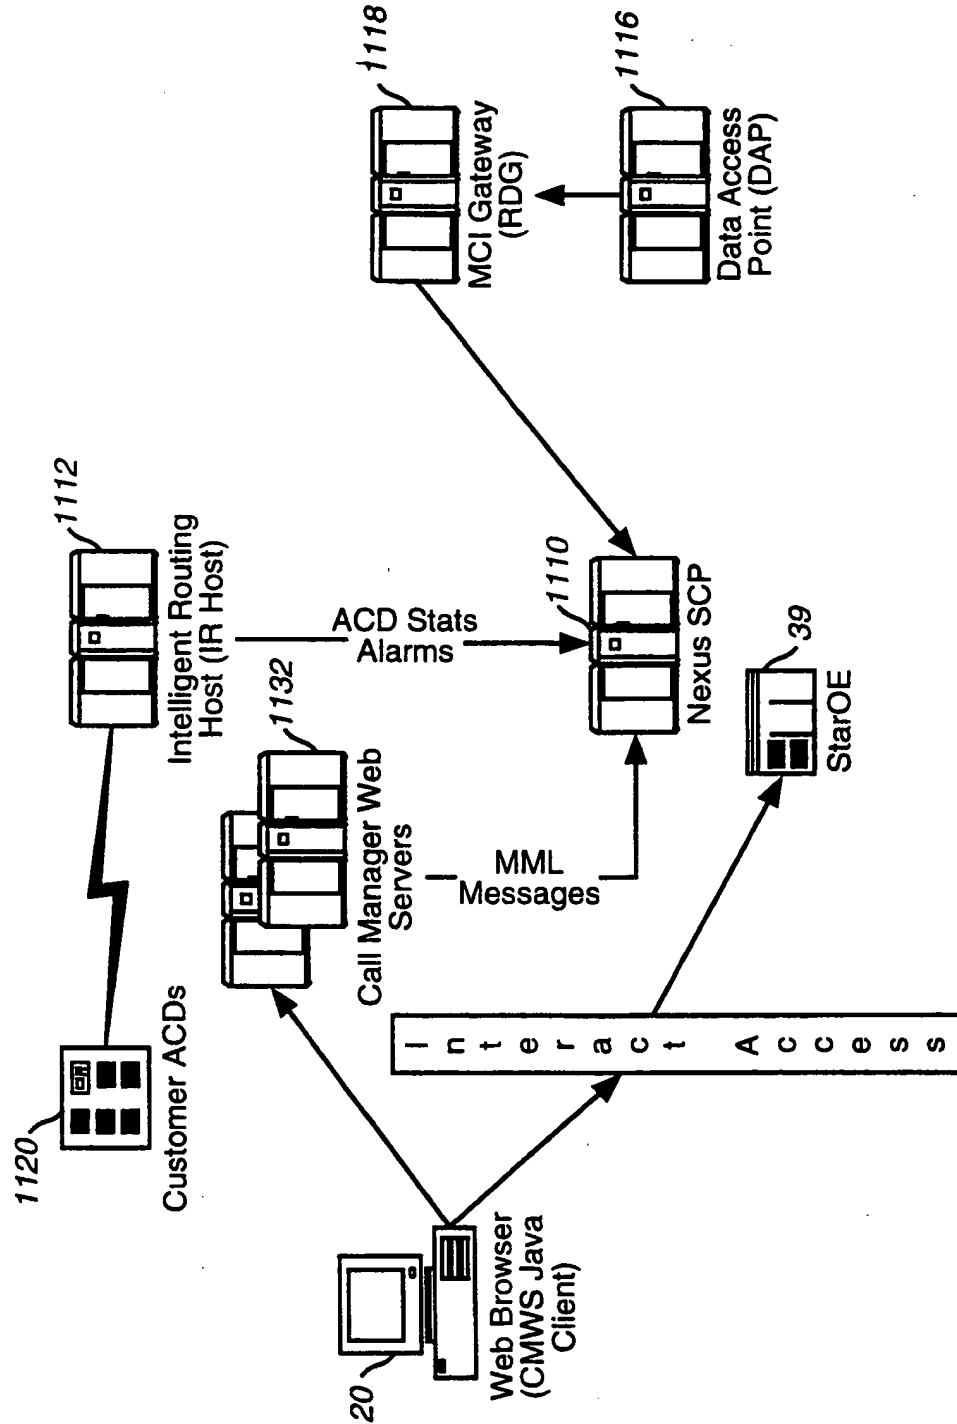 1120
Customer ACDs
1112
Intelligent Routing
Host (IR Host)
1118
MCI Gateway
(RDG)
1132
Call Manager Web
Servers
ACD Stats
Alarms
1116
Data Access
Point (DAP)
MML
Messages
1110
Nexus SCP
20
Web Browser
(CMWS Java
Client)
Interact Access
39
StarOE